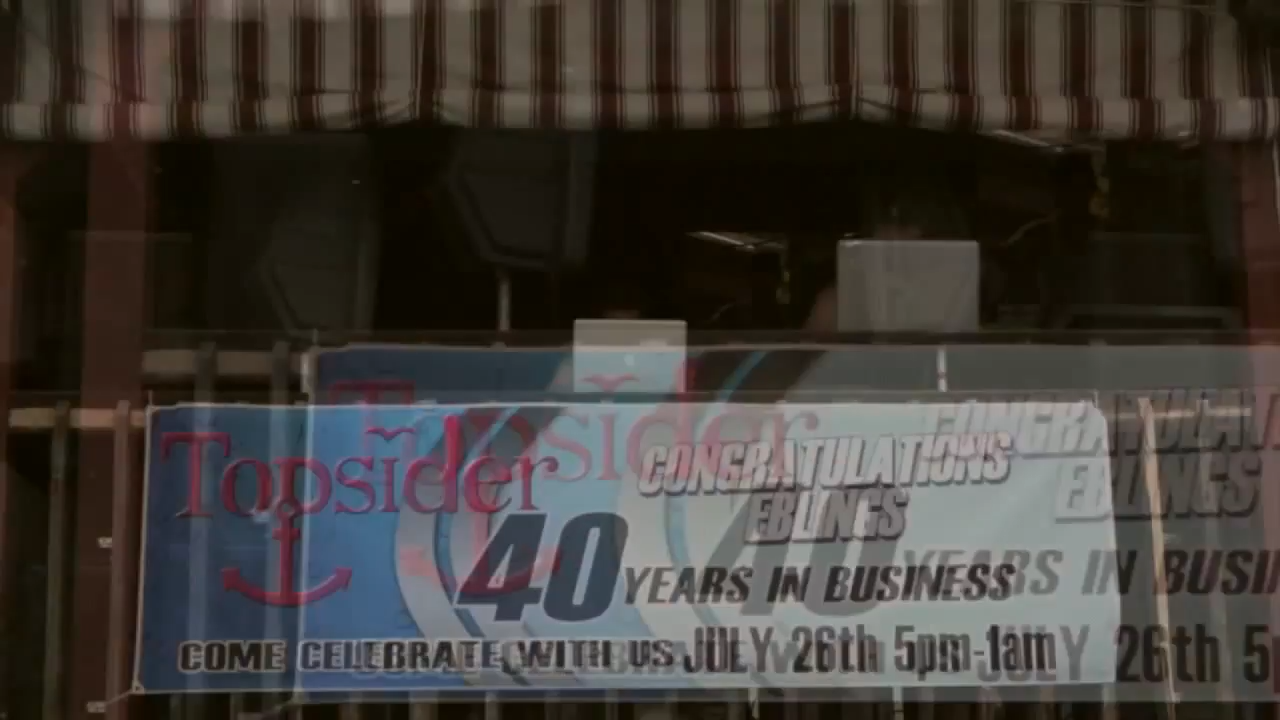 Topsider
CONGRATULATIONS
EBLINGS
40 YEARS IN BUSINESS
COME CELEBRATE WITH US JULY 26th 5pm-1am